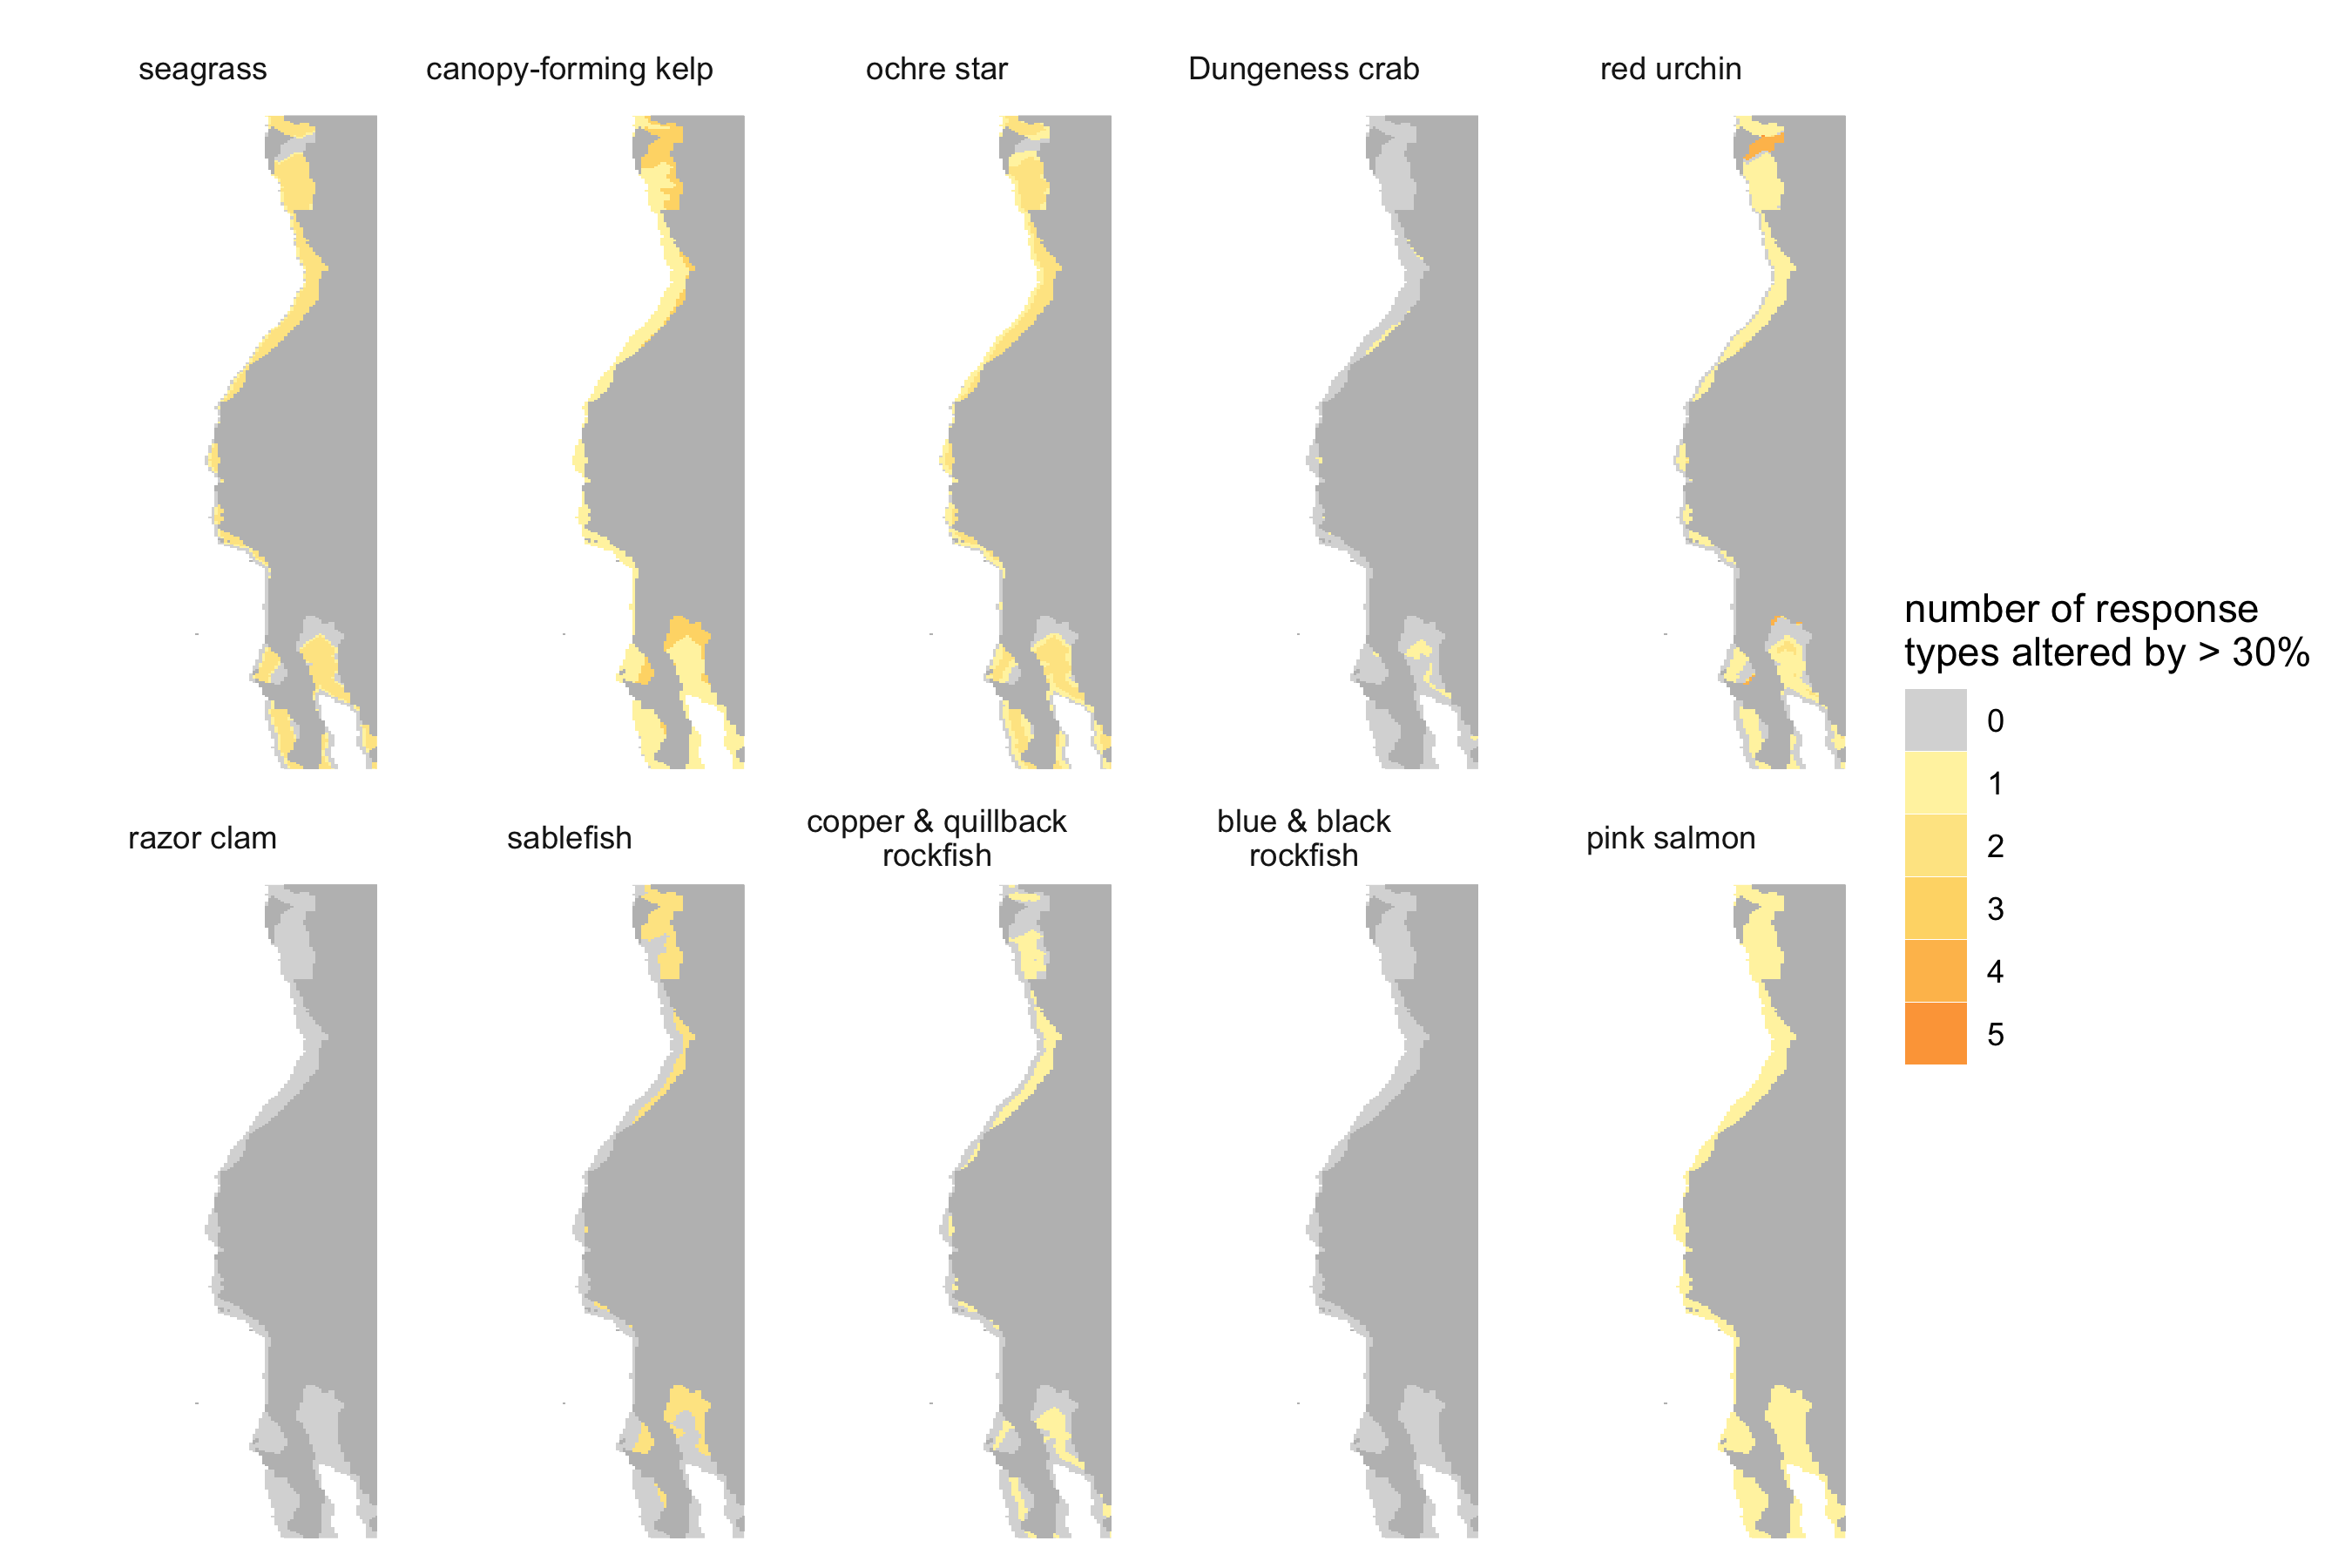 seagrass
canopy-forming kelp
ochre star
Dungeness crab
red urchin
razor clam
sablefish
copper & quillback
rockfish
blue & black
rockfish
pink salmon
number of response
types altered by > 30%
0
1
2
3
4
5